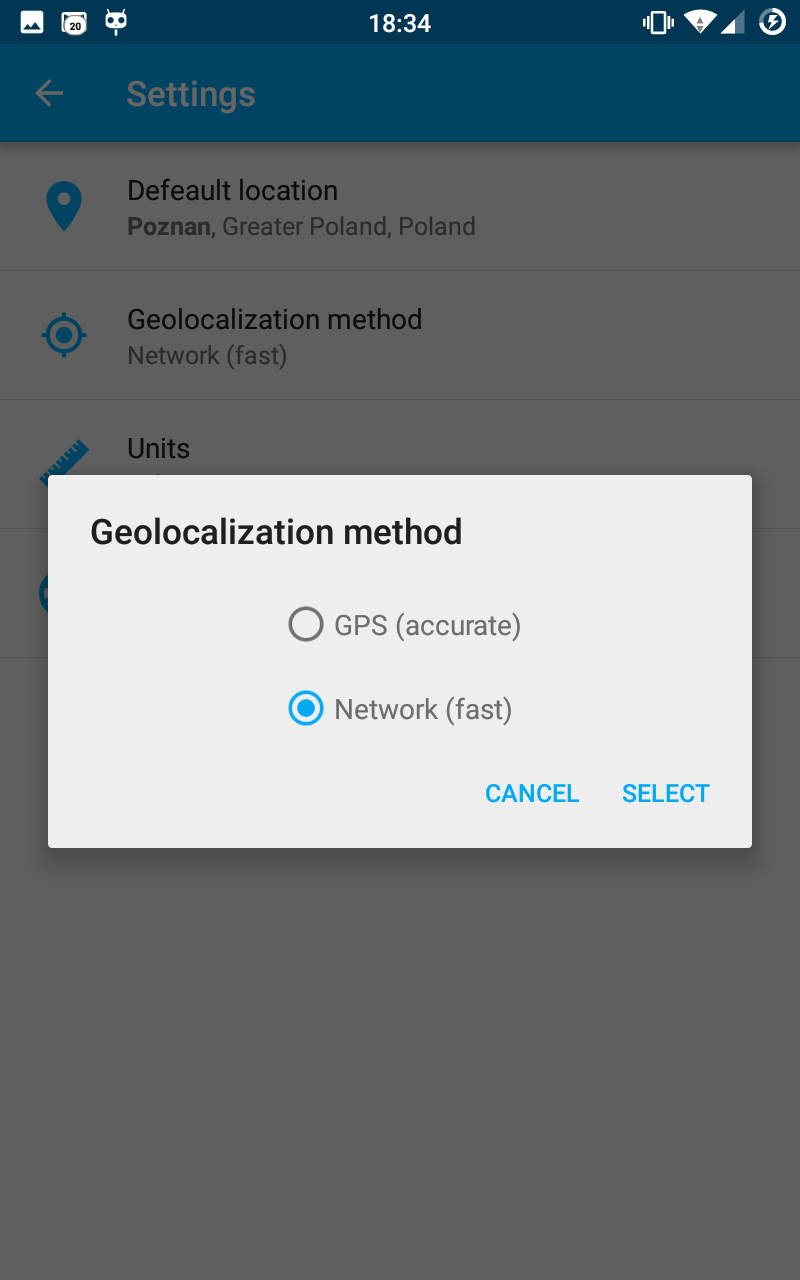 20
18:34
Settings
Defeault location
Poznan, Greater Poland, Poland
Geolocalization method
Network (fast)
Units
Geolocalization method
GPS (accurate)
Network (fast)
CANCEL SELECT